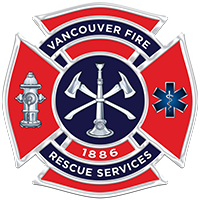 VANCOUVER FIRE
1886
RESCUE SERVICES